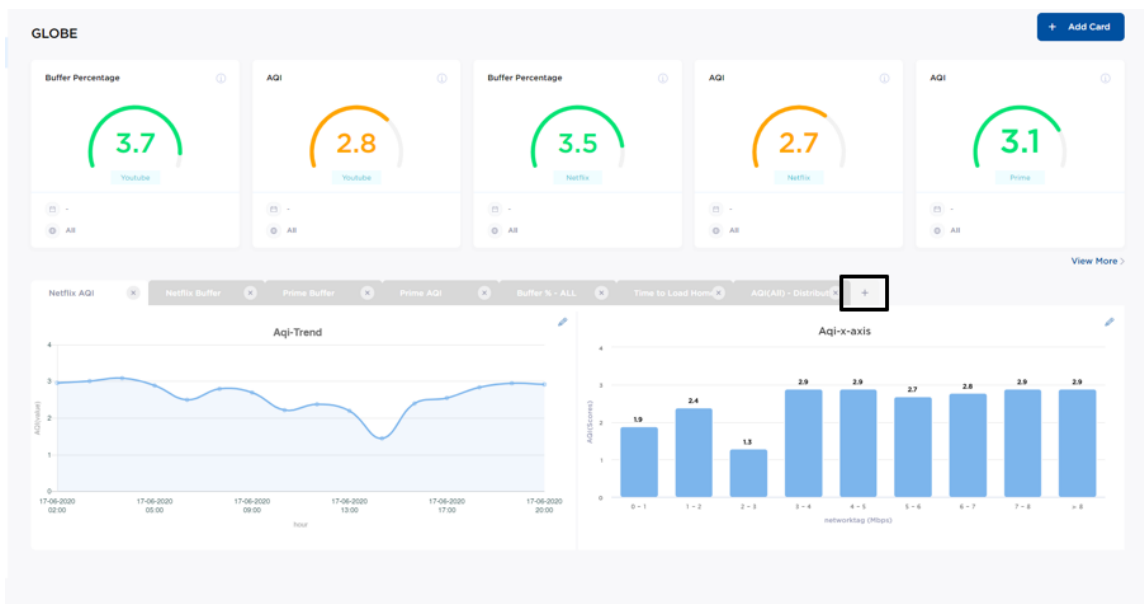 GLOBE
+ Add Card
Buffer Percentage
3.7
Youtube
-
All
AQI
2.8
Youtube
-
All
Buffer Percentage
3.5
Netflix
-
All
AQI
2.7
Netflix
-
All
AQI
3.1
Prime
-
All
View More >
Netflix AQI
Netflix Buffer
Prime Buffer
Prime AQI
Buffer % - ALL
Time to Load Home
AQI(All) - Distribut
+
Aqi-Trend
AQI(value)
4
3
2
1
0
17-06-2020 17-06-2020 17-06-2020 17-06-2020 17-06-2020 17-06-2020
02:00 05:00 09:00 13:00 17:00 20:00
hour
Aqi-x-axis
AQI(Scores)
4
3
2
1
0
1.9 2.4 1.3 2.9 2.9 2.7 2.8 2.9 2.9
0 - 1 1 - 2 2 - 3 3 - 4 4 - 5 5 - 6 6 - 7 7 - 8 > 8
networktag (Mbps)